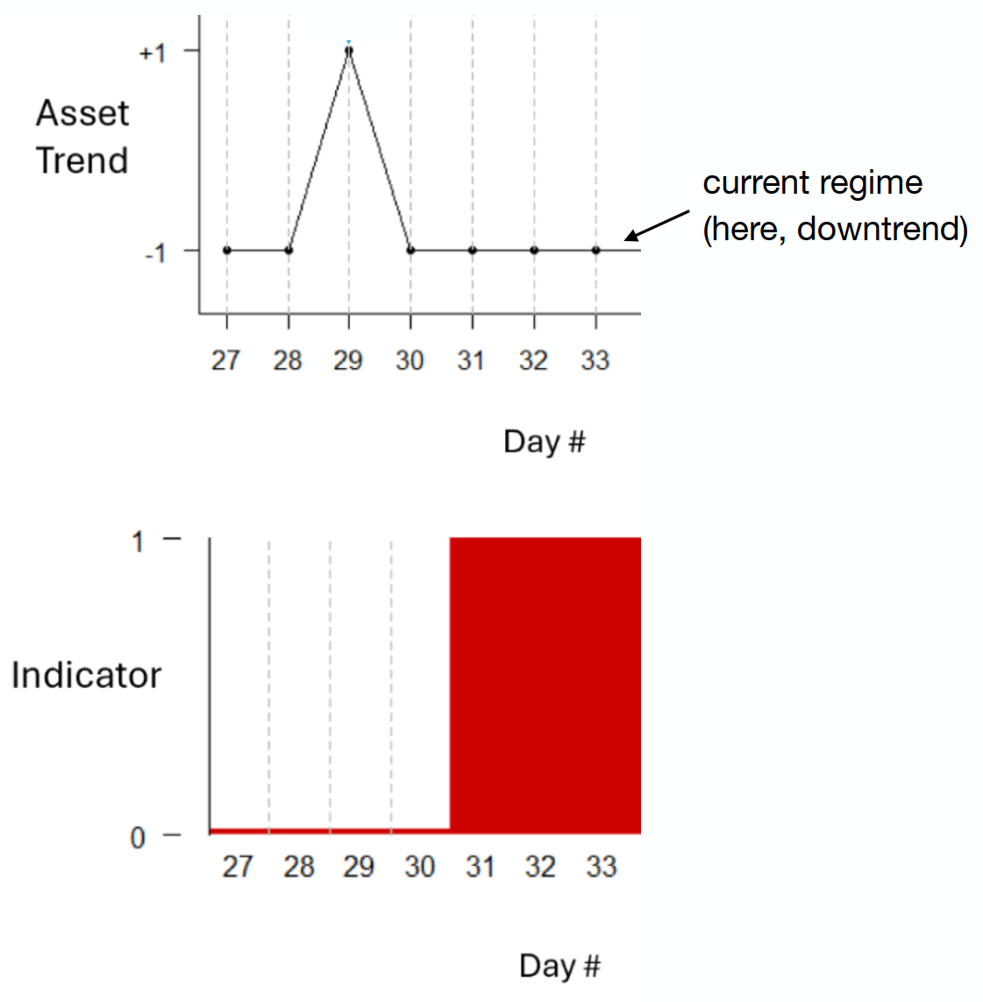 +1
Asset
Trend
-1
current regime
(here, downtrend)
27 28 29 30 31 32 33
Day #
1
Indicator
0
27 28 29 30 31 32 33
Day #